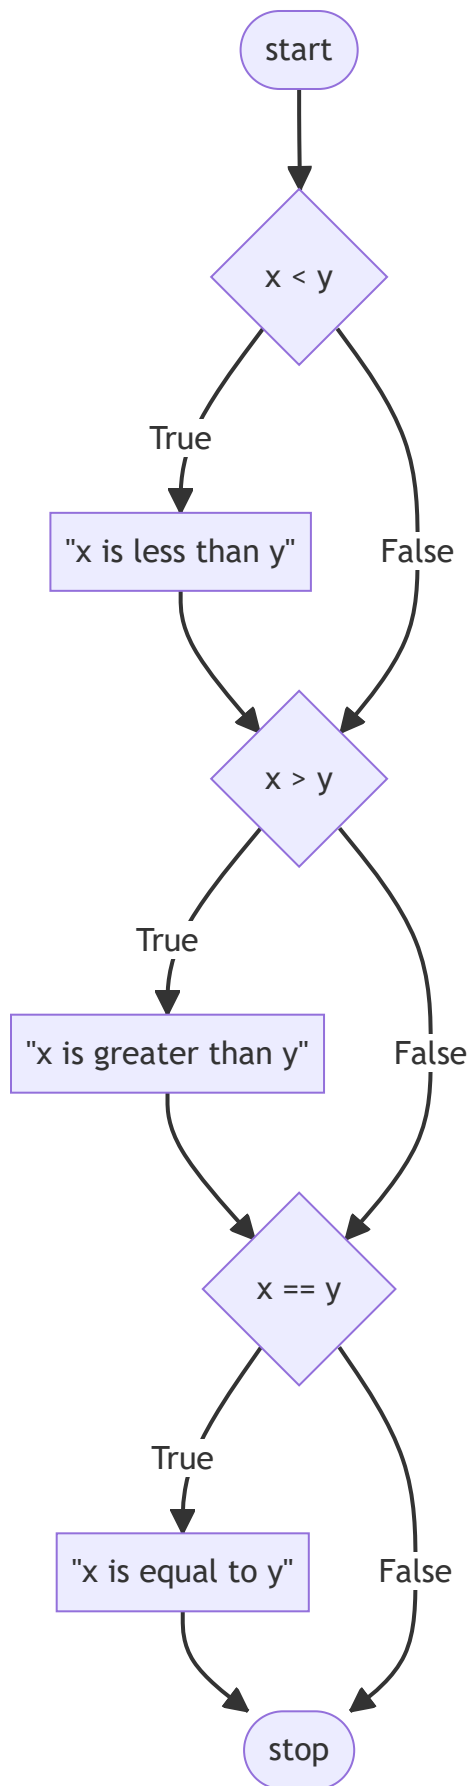 start
x < y
True
"x is less than y"
False
x > y
True
"x is greater than y"
False
x == y
True
"x is equal to y"
False
stop